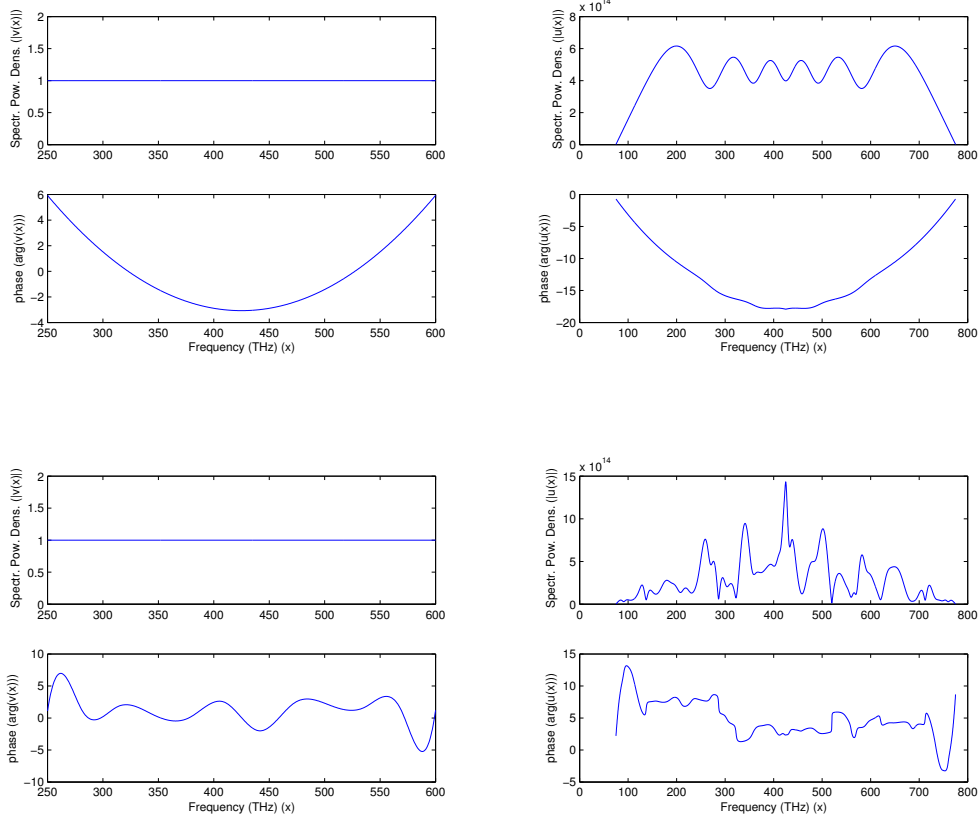 Spectr. Pow. Dens. (|v(x)|)
2
1.5
1
0.5
0
250 300 350 400 450 500 550 600
x 10^14
Spectr. Pow. Dens. (|u(x)|)
8
6
4
2
0
0 100 200 300 400 500 600 700 800
phase (arg(v(x)))
6
4
2
0
−2
−4
250 300 350 400 450 500 550 600
Frequency (THz) (x)
phase (arg(u(x)))
0
−5
−10
−15
−20
0 100 200 300 400 500 600 700 800
Frequency (THz) (x)
Spectr. Pow. Dens. (|v(x)|)
2
1.5
1
0.5
0
250 300 350 400 450 500 550 600
x 10^14
Spectr. Pow. Dens. (|u(x)|)
15
10
5
0
0 100 200 300 400 500 600 700 800
phase (arg(v(x)))
10
5
0
−5
−10
250 300 350 400 450 500 550 600
Frequency (THz) (x)
phase (arg(u(x)))
15
10
5
0
−5
0 100 200 300 400 500 600 700 800
Frequency (THz) (x)